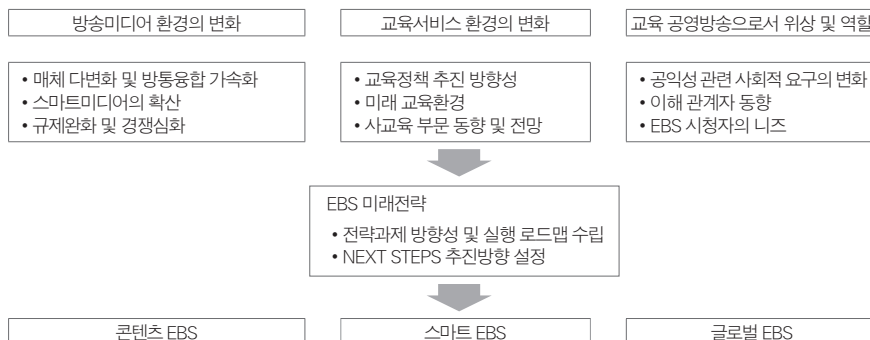 방송미디어 환경의 변화
교육서비스 환경의 변화
교육 공영방송으로서 위상 및 역할
• 매체 다변화 및 방통융합 가속화
• 스마트미디어의 확산
• 규제완화 및 경쟁심화
• 교육정책 추진 방향성
• 미래 교육환경
• 사교육 부문 동향 및 전망
• 공익성 관련 사회적 요구의 변화
• 이해 관계자 동향
• EBS 시청자의 니즈
EBS 미래전략
• 전략과제 방향성 및 실행 로드맵 수립
• NEXT STEPS 추진방향 설정
콘텐츠 EBS
스마트 EBS
글로벌 EBS